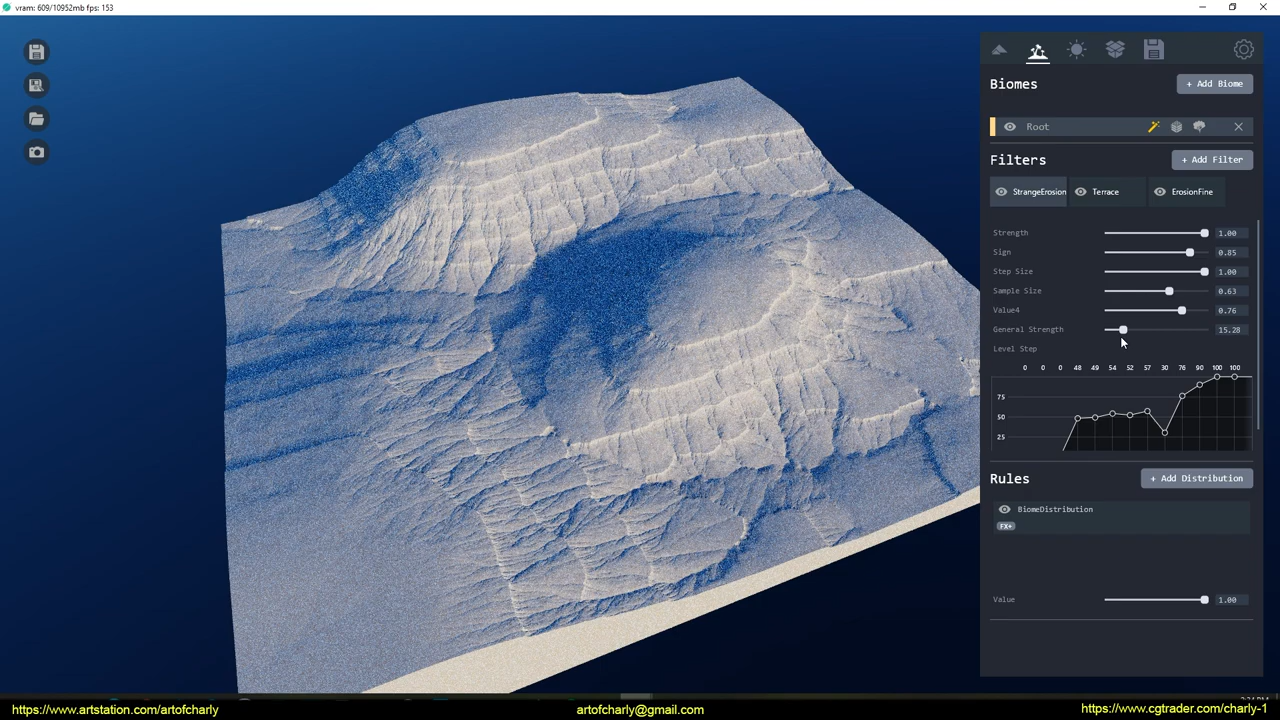 vram: 609/10952mb fps: 153
Biomes
+ Add Biome
Root
Filters
+ Add Filter
StrangeErosion
Terrace
ErosionFine
Strength 1.00
Sign 0.85
Step Size 1.00
Sample Size 0.63
Value4 0.76
General Strength 15.28
Level Step
0 0 0 48 49 54 52 57 30 76 90 100 100
75
50
25
Rules
+ Add Distribution
BiomeDistribution
FX+
Value 1.00
https://www.artstation.com/artofcharly
artofcharly@gmail.com
https://www.cgtrader.com/charly-1